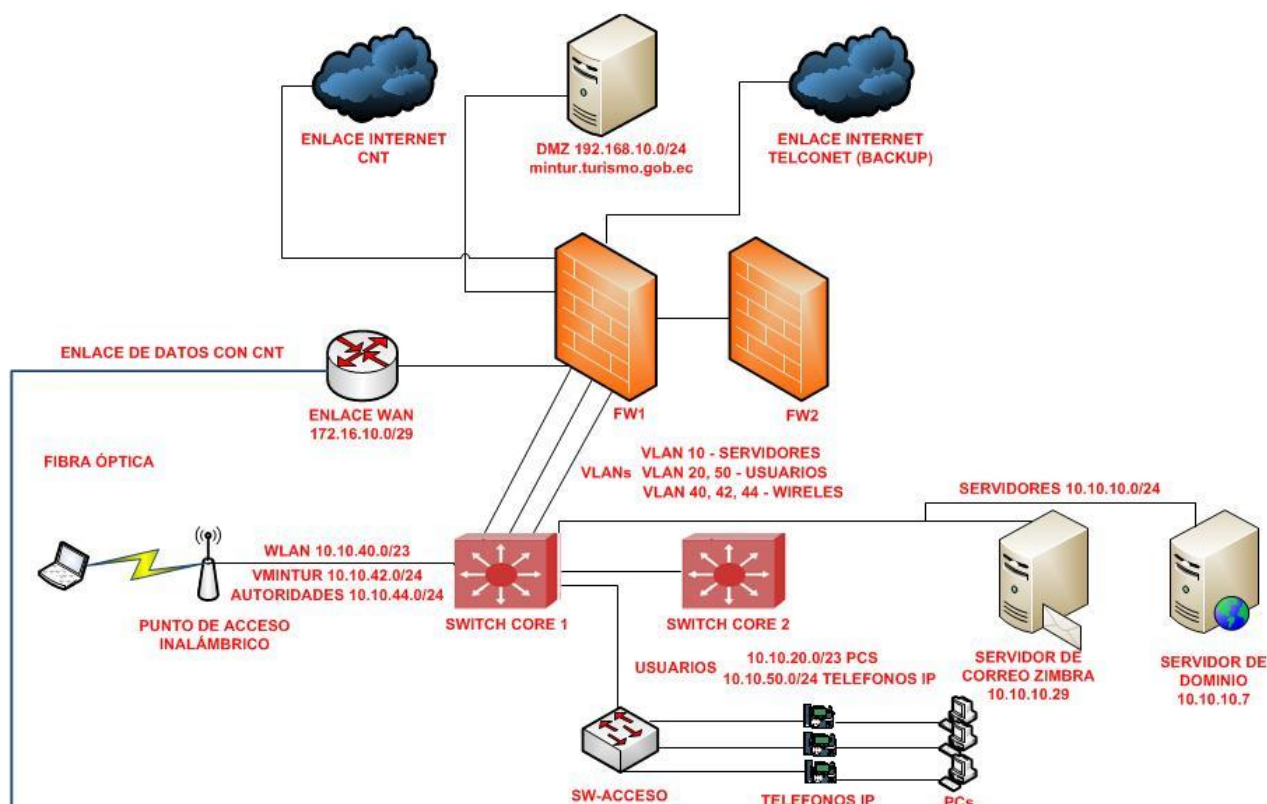 ENLACE INTERNET
CNT
DMZ 192.168.10.0/24
mintur.turismo.gob.ec
ENLACE INTERNET
TELCONET (BACKUP)
ENLACE DE DATOS CON CNT
ENLACE WAN
172.16.10.0/29
FW1
FW2
FIBRA ÓPTICA
VLANs
VLAN 10 - SERVIDORES
VLAN 20, 50 - USUARIOS
VLAN 40, 42, 44 - WIRELES
SERVIDORES 10.10.10.0/24
WLAN 10.10.40.0/23
VMINTUR 10.10.42.0/24
AUTORIDADES 10.10.44.0/24
PUNTO DE ACCESO
INALÁMBRICO
SWITCH CORE 1
SWITCH CORE 2
USUARIOS
10.10.20.0/23 PCS
10.10.50.0/24 TELEFONOS IP
SERVIDOR DE
CORREO ZIMBRA
10.10.10.29
SERVIDOR DE
DOMINIO
10.10.10.7
SW-ACCESO
TELEFONOS IP
PCs